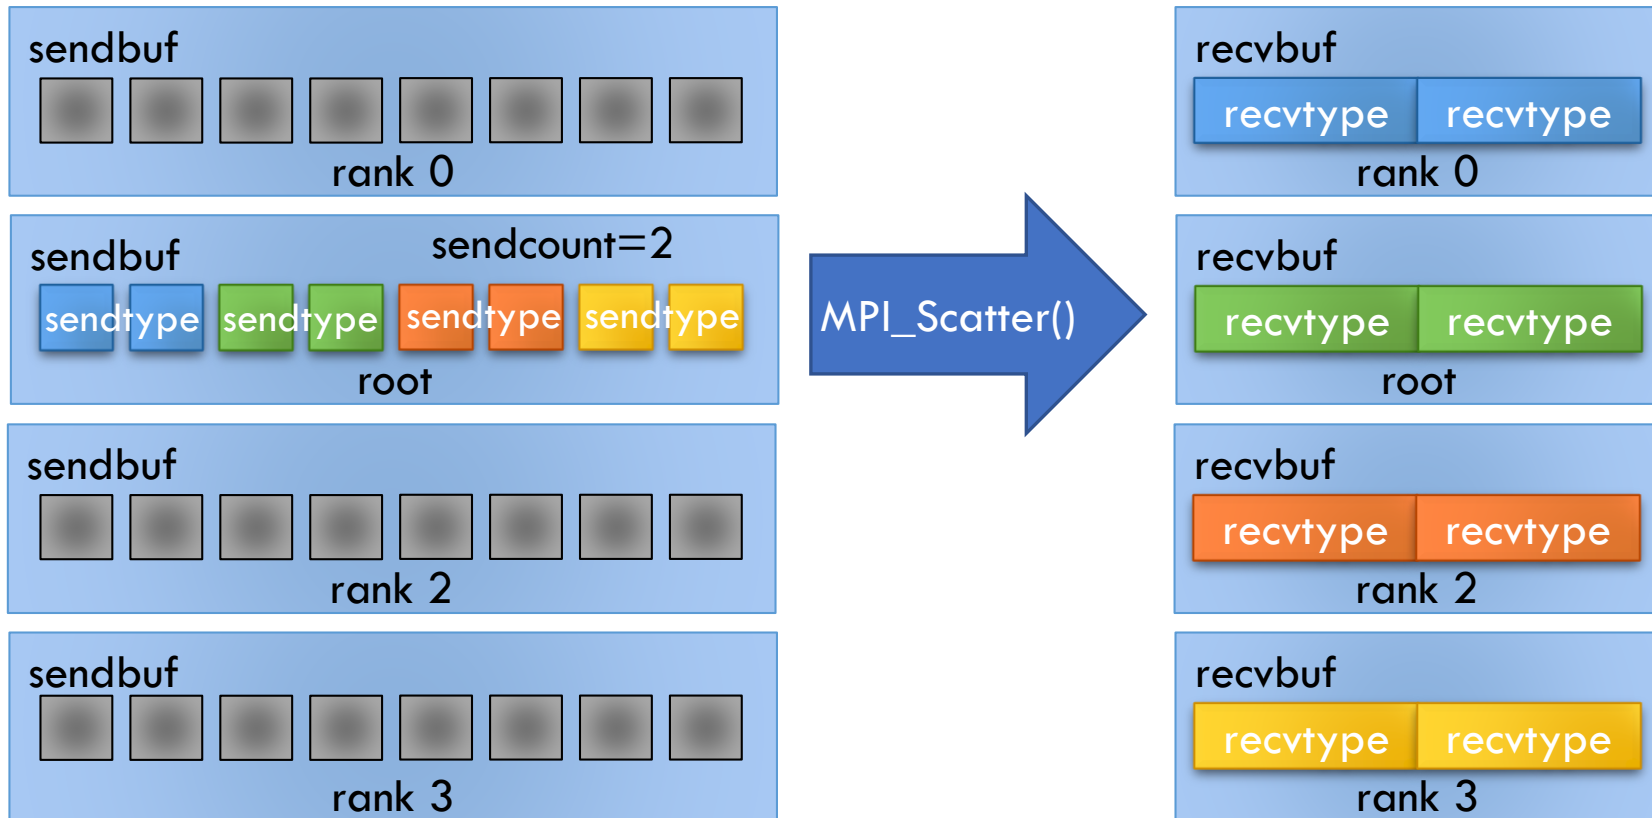 sendbuf
rank 0
sendbuf
sendcount=2
sendtype sendtype sendtype sendtype
root
sendbuf
rank 2
sendbuf
rank 3
MPI_Scatter()
recvbuf
recvtype recvtype
rank 0
recvbuf
recvtype recvtype
root
recvbuf
recvtype recvtype
rank 2
recvbuf
recvtype recvtype
rank 3